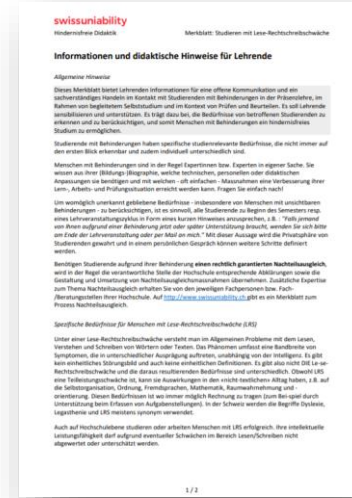 swissuniability
Hindernisfreie Didaktik Merkblatt: Studieren mit Lese-Rechtschreibschwäche
Informationen und didaktische Hinweise für Lehrende
Allgemeine Hinweise
Dieses Merkblatt bietet Lehrenden Informationen für eine offene Kommunikation und ein
sachverständiges Handeln im Kontakt mit Studierenden mit Behinderungen in der Präsenzlehre, im
Rahmen von begleitetem Selbststudium und im Kontext von Prüfen und Beurteilen. Es soll Lehrende
sensibilisieren und unterstützen. Es trägt dazu bei, die Bedürfnisse von betroffenen Studierenden zu
erkennen und zu berücksichtigen, und somit Menschen mit Behinderungen ein hindernisfreies
Studium zu ermöglichen.
Studierende mit Behinderungen haben spezifische studienrelevante Bedürfnisse, die nicht immer auf
den ersten Blick erkennbar und zudem individuell unterschiedlich sind.
Menschen mit Behinderungen sind in der Regel Expertinnen bzw. Experten in eigener Sache. Sie
wissen aus ihrer (Bildungs-)Biographie, welche technischen, personellen oder didaktischen
Anpassungen sie benötigen und mit welchen - oft einfachen - Massnahmen eine Verbesserung ihrer
Lern-, Arbeits- und Prüfungssituation erreicht werden kann. Fragen Sie einfach nach!
Um womöglich unerkannt gebliebene Behinderungen - insbesondere von Menschen mit unsichtbaren
Behinderungen - zu berücksichtigen, ist es sinnvoll, alle Studierende zu Beginn des Semesters resp.
eines Lehrveranstaltungszyklus in Form eines kurzen Hinweises anzusprechen, z.B. : "Falls jemand
von Ihnen aufgrund einer Behinderung jetzt oder später Unterstützung braucht, wenden Sie sich bitte
am Ende der Lehrveranstaltung oder per Mail an mich." Mit dieser Aussage wird die Privatsphäre von
Studierenden gewahrt und in einem persönlichen Gespräch können weitere Schritte definiert
werden.
Benötigen Studierende aufgrund ihrer Behinderung einen rechtlich garantierten Nachteilsausgleich,
wird in der Regel die verantwortliche Stelle der Hochschule entsprechende Abklärungen sowie die
Gestaltung und Umsetzung von Nachteilsausgleichsmassnahmen übernehmen. Zusätzliche Expertise
zum Thema Nachteilsausgleich erhalten Sie von den jeweiligen Fachpersonen bzw. Fach-
/Beratungsstellen Ihrer Hochschule. Auf http://www.swissuniability.ch gibt es ein Merkblatt zum
Prozess Nachteilsausgleich.
Spezifische Bedürfnisse für Menschen mit Lese-Rechtschreibschwäche (LRS)
Unter einer Lese-Rechtschreibschwäche versteht man im Allgemeinen Probleme mit dem Lesen,
Verstehen und Schreiben von Wörtern oder Texten. Das Phänomen umfasst eine Bandbreite von
Symptomen, die in unterschiedlicher Ausprägung auftreten, unabhängig von der Intelligenz. Es gibt
kein einheitliches Störungsbild und auch keine einheitlichen Definitionen. Es gibt also nicht DIE Le-se-
Rechtschreibschwäche und die daraus resultierenden Bedürfnisse sind unterschiedlich. Obwohl LRS
eine Teilleistungsschwäche ist, kann sie Auswirkungen in den «nicht-textlichen» Alltag haben, z.B. auf
die Selbstorganisation, Ordnung, Fremdsprachen, Mathematik, Raumwahrnehmung und -
orientierung. Diesen Bedürfnissen ist wo immer möglich Rechnung zu tragen (zum Bei-spiel durch
Unterstützung beim Erfassen von Aufgabenstellungen). In der Schweiz werden die Begriffe Dyslexie,
Legasthenie und LRS meistens synonym verwendet.
Auch auf Hochschulebene studieren oder arbeiten Menschen mit LRS erfolgreich. Ihre intellektuelle
Leistungsfähigkeit darf aufgrund eventueller Schwächen im Bereich Lesen/Schreiben nicht
abgewertet oder unterschätzt werden.
1 / 2